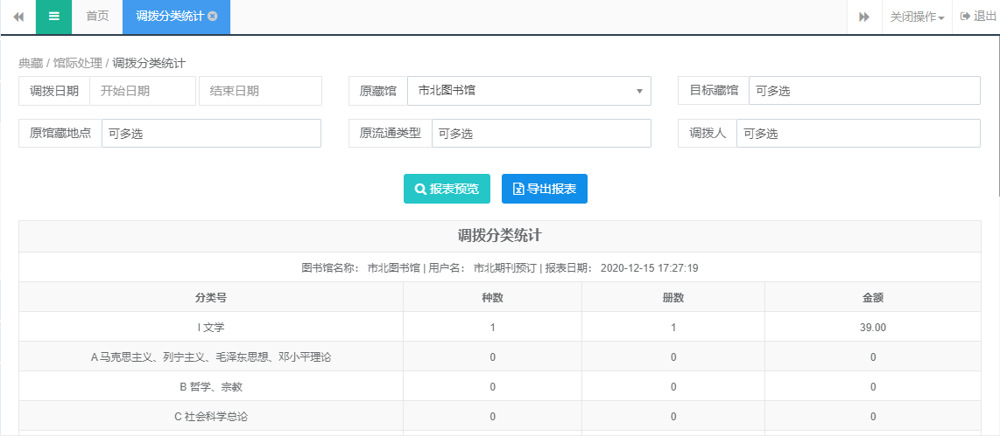 首页 调拨分类统计 关闭操作 退出
典藏 / 馆际处理 / 调拨分类统计
调拨日期 开始日期 结束日期 原藏馆 市北图书馆 目标藏馆 可多选
原馆藏地点 可多选 原流通类型 可多选 调拨人 可多选
报表预览 导出报表
调拨分类统计
图书馆名称： 市北图书馆 | 用户名： 市北期刊预订 | 报表日期： 2020-12-15 17:27:19
分类号 种数 册数 金额
I 文学 1 1 39.00
A 马克思主义、列宁主义、毛泽东思想、邓小平理论 0 0 0
B 哲学、宗教 0 0 0
C 社会科学总论 0 0 0